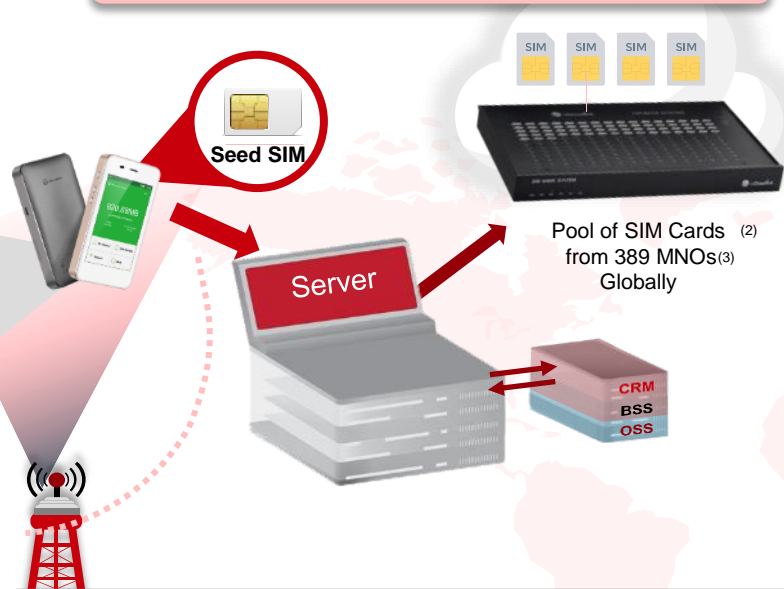 SIM
SIM
SIM
SIM
Seed SIM
Pool of SIM Cards (2)
from 389 MNOs(3)
Globally
Server
CRM
BSS
OSS